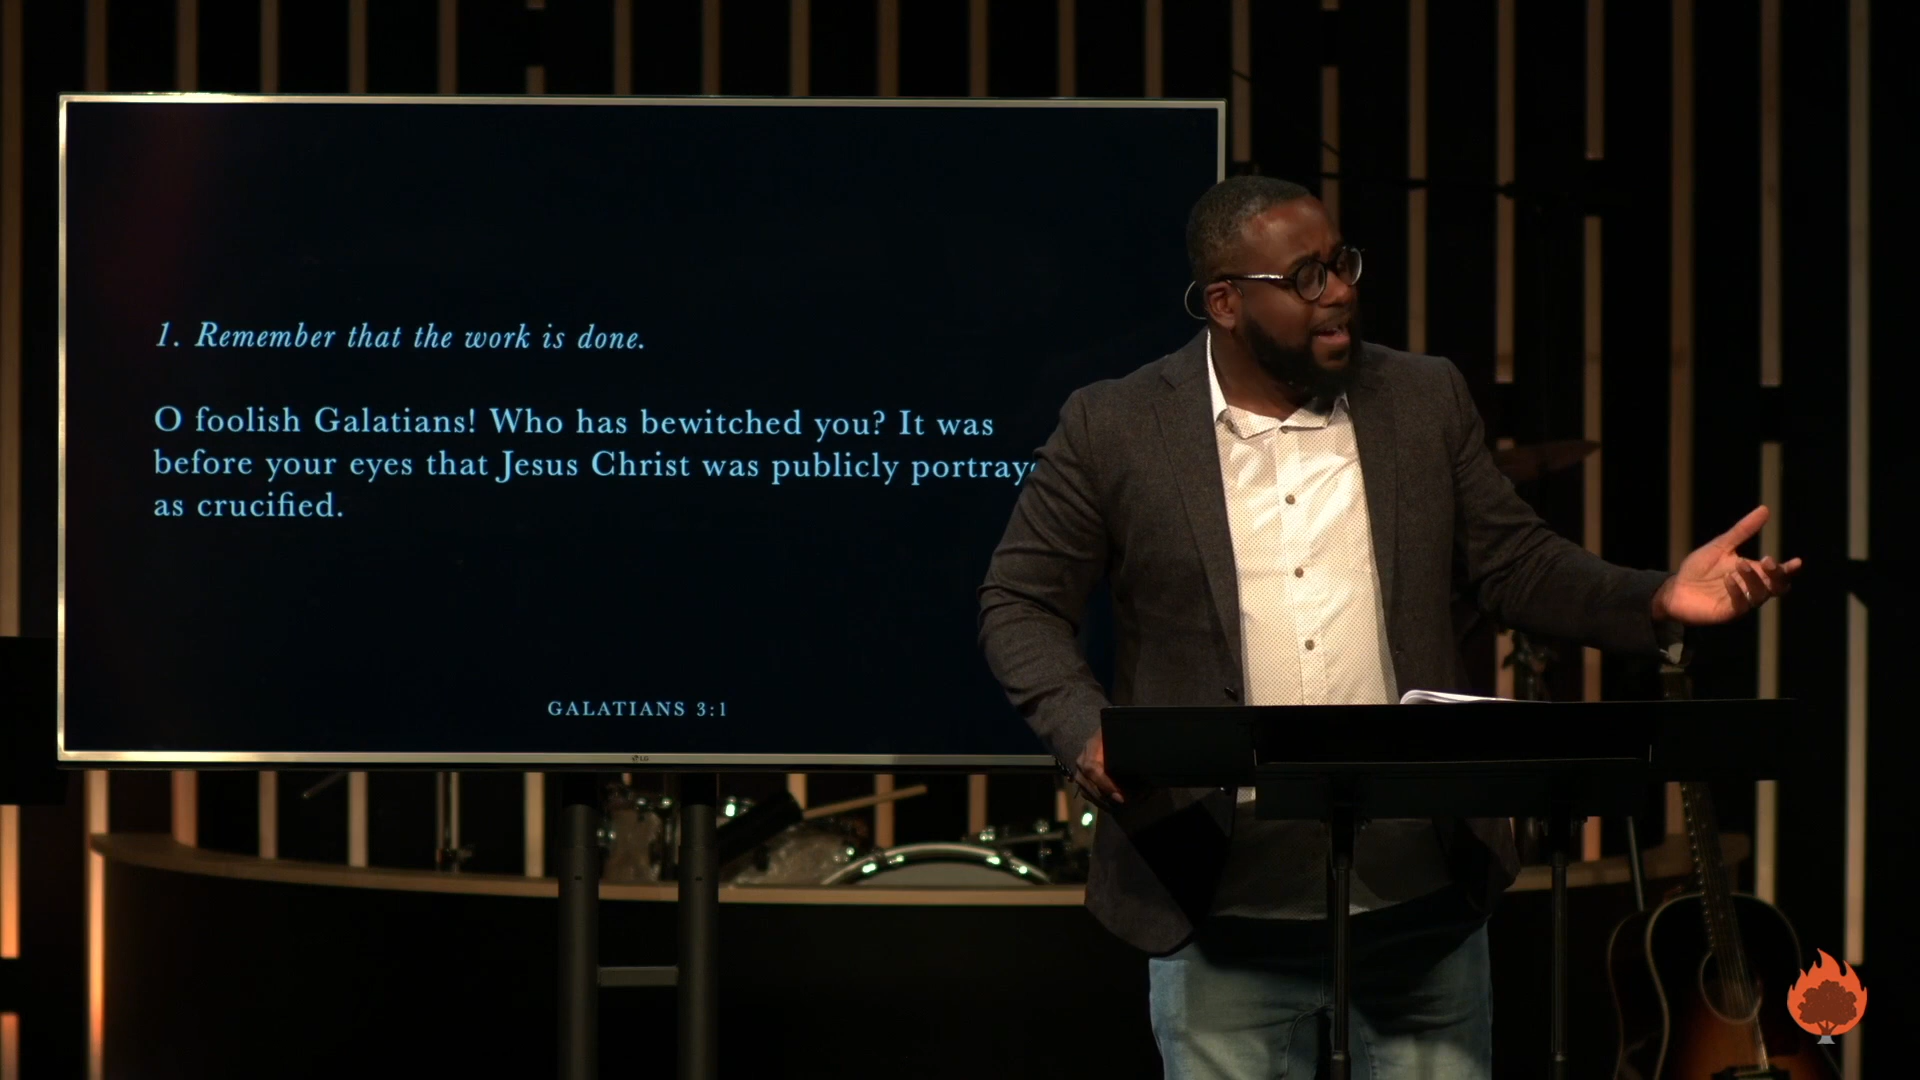 1. Remember that the work is done.
O foolish Galatians! Who has bewitched you? It was
before your eyes that Jesus Christ was publicly
as crucified.
GALATIANS 3:1
LG